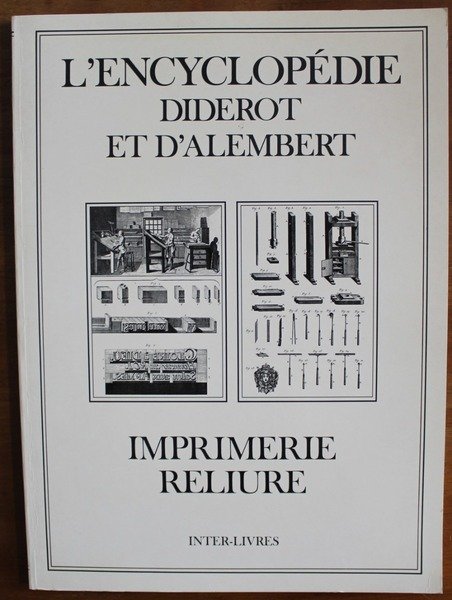 L'ENCYCLOPÉDIE
DIDEROT
ET D'ALEMBERT
IMPRIMERIE
RELIURE
INTER-LIVRES